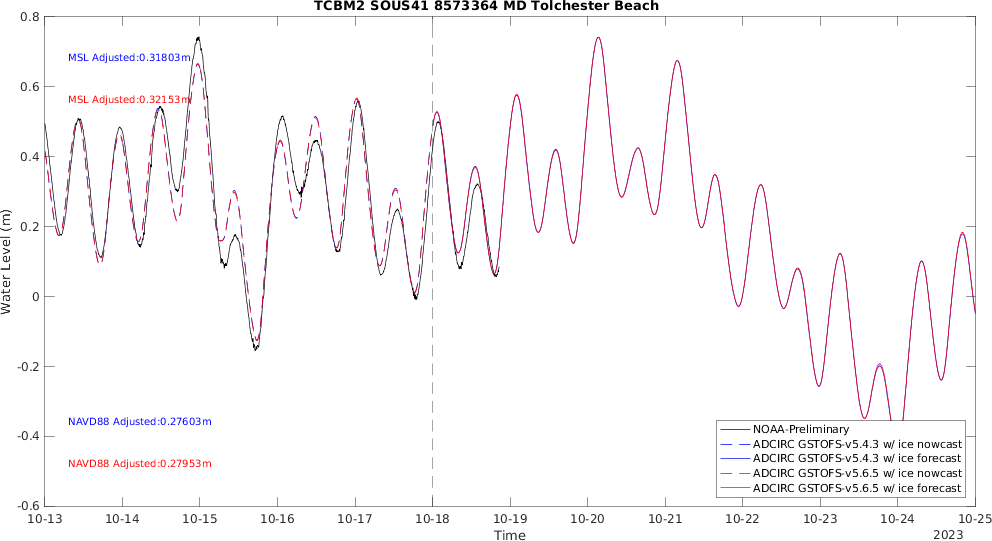 TCBM2 SOUS41 8573364 MD Tolchester Beach
0.8
0.6
0.4
0.2
0
-0.2
-0.4
-0.6
Water Level (m)
MSL Adjusted:0.31803m
MSL Adjusted:0.32153m
NAVD88 Adjusted:0.27603m
NAVD88 Adjusted:0.27953m
NOAA-Preliminary
ADCIRC GSTOFS-v5.4.3 w/ ice nowcast
ADCIRC GSTOFS-v5.4.3 w/ ice forecast
ADCIRC GSTOFS-v5.6.5 w/ ice nowcast
ADCIRC GSTOFS-v5.6.5 w/ ice forecast
10-13 10-14 10-15 10-16 10-17 10-18 10-19 10-20 10-21 10-22 10-23 10-24 10-25
Time
2023